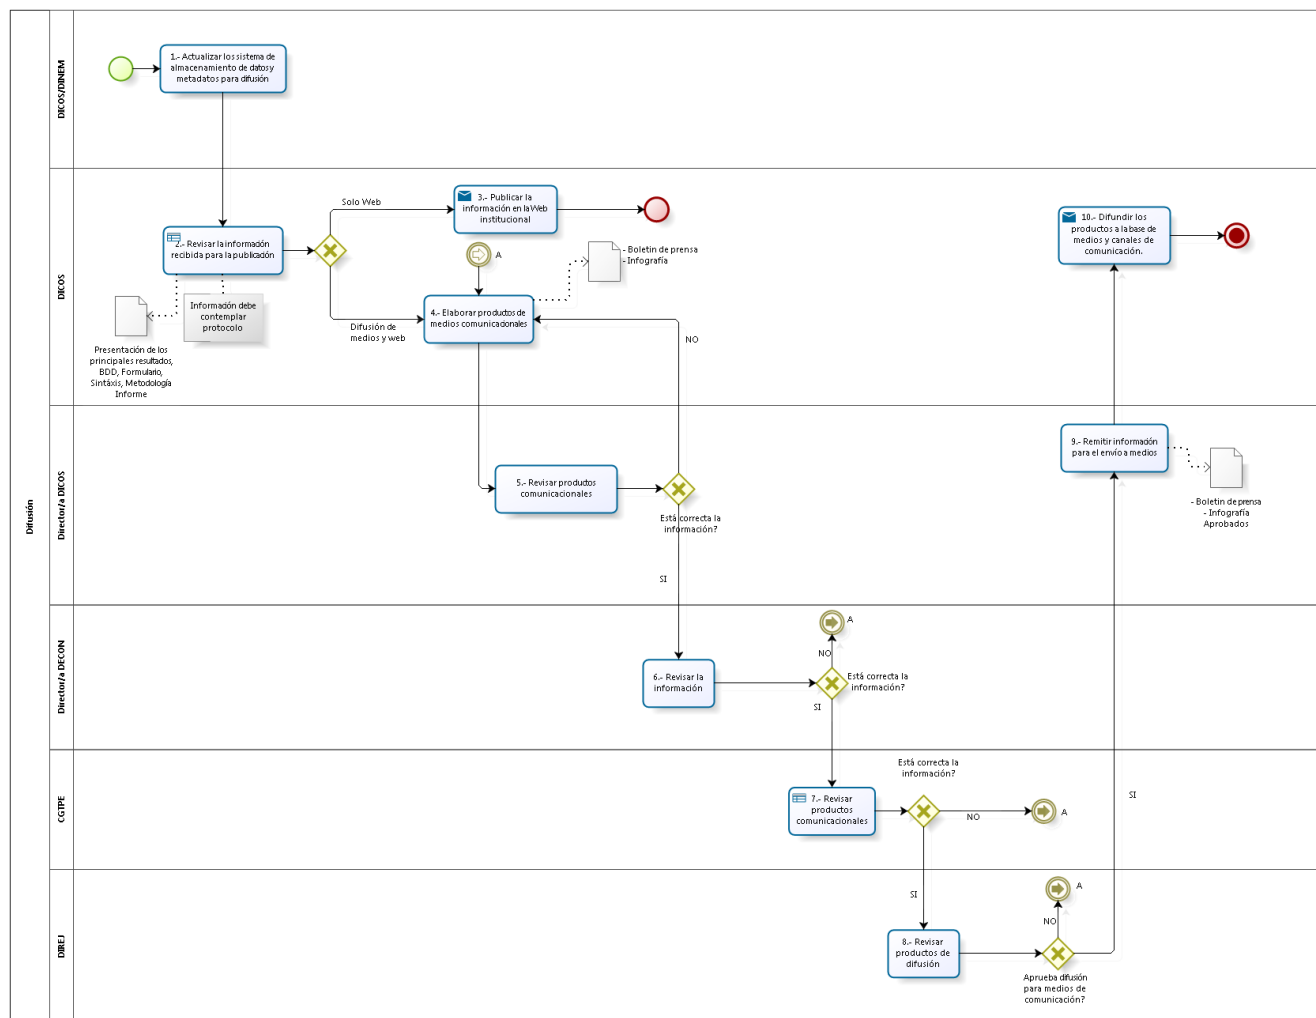 Difusión
DICOS/DINEM
1.- Actualizar los sistema de
almacenamiento de datos y
metadatos para difusión
DICOS
2.- Revisar la información
recibida para la publicación
Información debe
contemplar
protocolo
Presentación de los
principales resultados,
BDD, Formulario,
Sintáxis, Metodología
Informe
Solo Web
Difusión de
medios y web
3.- Publicar la
información en la Web
institucional
A
- Boletin de prensa
- Infografía
4.- Elaborar productos de
medios comunicacionales
NO
10.- Difundir los
productos a la base de
medios y canales de
comunicación.
Director/a DICOS
5.- Revisar productos
comunicacionales
Está correcta la
información?
SI
9.- Remitir información
para el envío a medios
- Boletin de prensa
- Infografía
Aprobados
Director/a DECON
6.- Revisar la
información
A
NO
Está correcta la
información?
SI
CGTPE
7.- Revisar
productos
comunicacionales
Está correcta la
información?
NO
A
SI
SI
DIREJ
8.- Revisar
productos de
difusión
A
NO
Aprueba difusión
para medios de
comunicación?